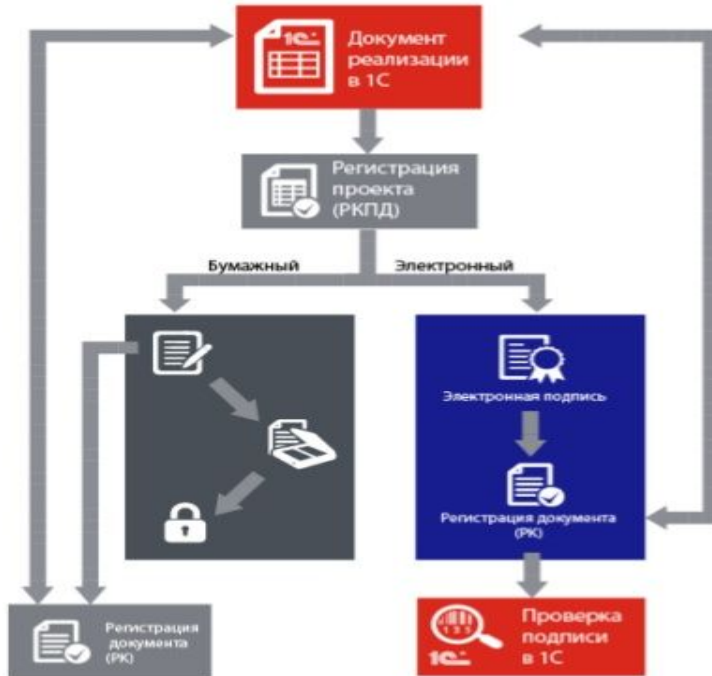 1С
Документ
реализации
в 1С
Регистрация
проекта
(РКПД)
Бумажный
Электронный
Электронная подпись
Регистрация документа
(РК)
Регистрация
документа
(РК)
1С
Проверка
подписи
в 1С